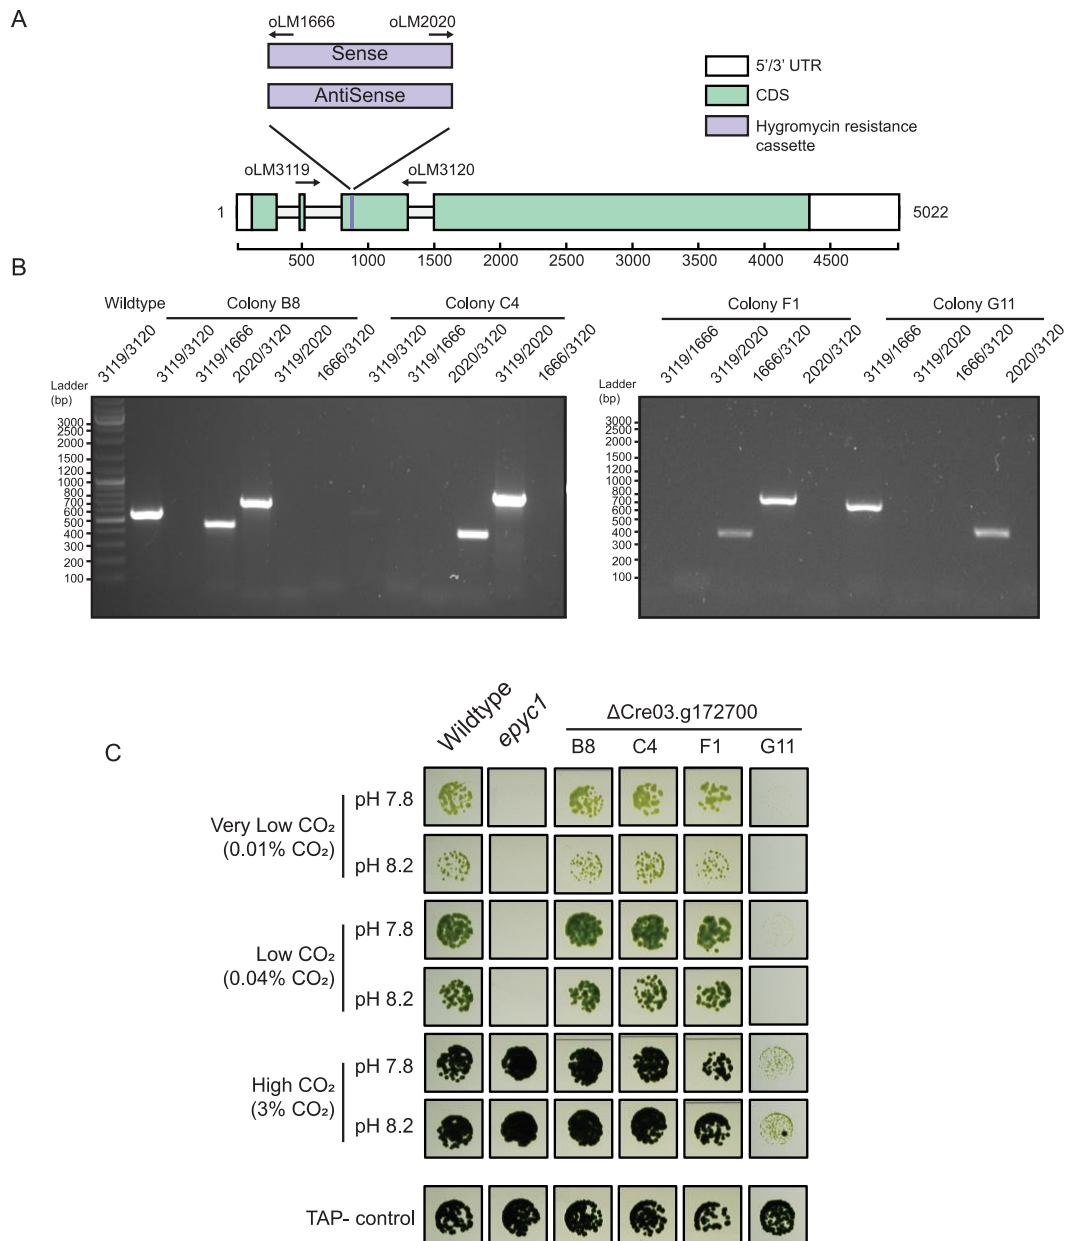 A
oLM1666 oLM2020
Sense
AntiSense
5'/3' UTR
CDS
Hygromycin resistance
cassette
oLM3119 oLM3120
1 5022
500 1000 1500 2000 2500 3000 3500 4000 4500
B
Wildtype Colony B8 Colony C4 Colony F1 Colony G11
3119/3120 3119/3120 3119/1666 2020/3120 3119/2020 1666/3120 3119/3120 3119/1666 2020/3120 3119/2020 1666/3120
3119/1666 3119/2020 1666/3120 2020/3120 3119/1666 3119/2020 1666/3120 2020/3120
Ladder
(bp)
3000
2500
2000
1500
1200
1000
800
700
600
500
400
300
200
100
Ladder
(bp)
3000
2500
2000
1500
1200
1000
800
700
600
500
400
300
200
100
C
Wildtype epyc1 ΔCre03.g172700
B8 C4 F1 G11
Very Low CO₂
(0.01% CO₂)
pH 7.8
pH 8.2
Low CO₂
(0.04% CO₂)
pH 7.8
pH 8.2
High CO₂
(3% CO₂)
pH 7.8
pH 8.2
TAP- control